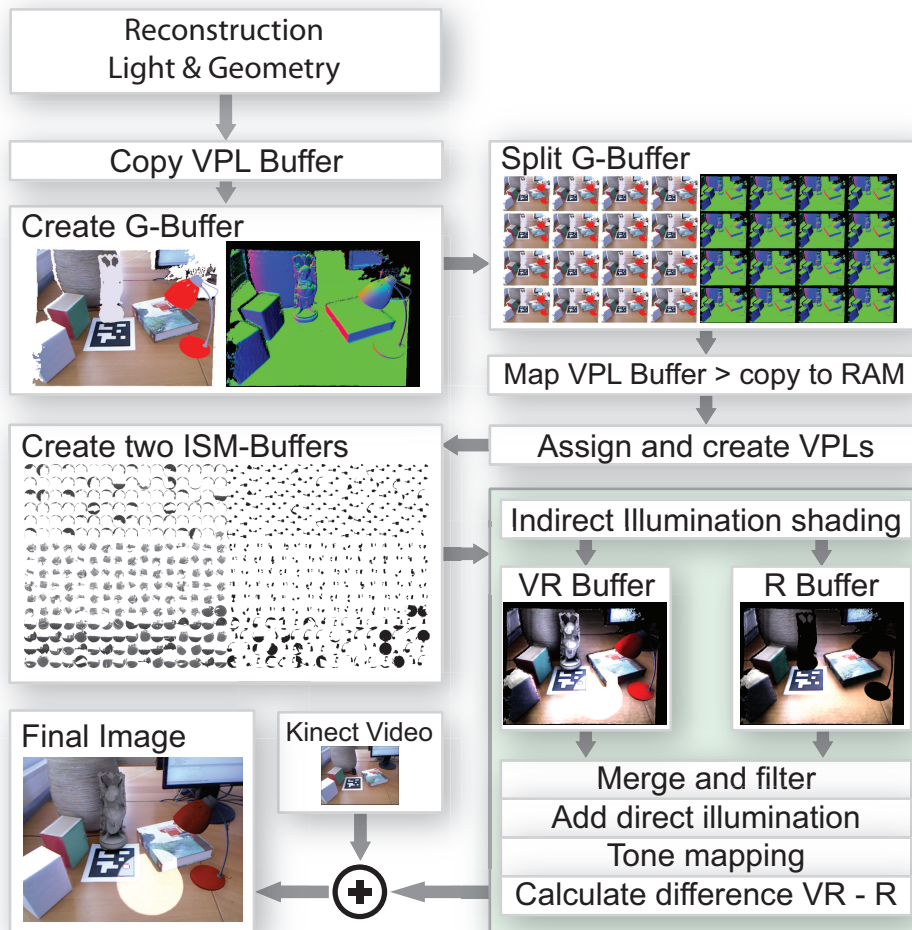 Reconstruction
Light & Geometry
Copy VPL Buffer
Create G-Buffer
Split G-Buffer
Map VPL Buffer > copy to RAM
Assign and create VPLs
Create two ISM-Buffers
Indirect Illumination shading
VR Buffer
R Buffer
Merge and filter
Add direct illumination
Tone mapping
Calculate difference VR - R
Kinect Video
Final Image